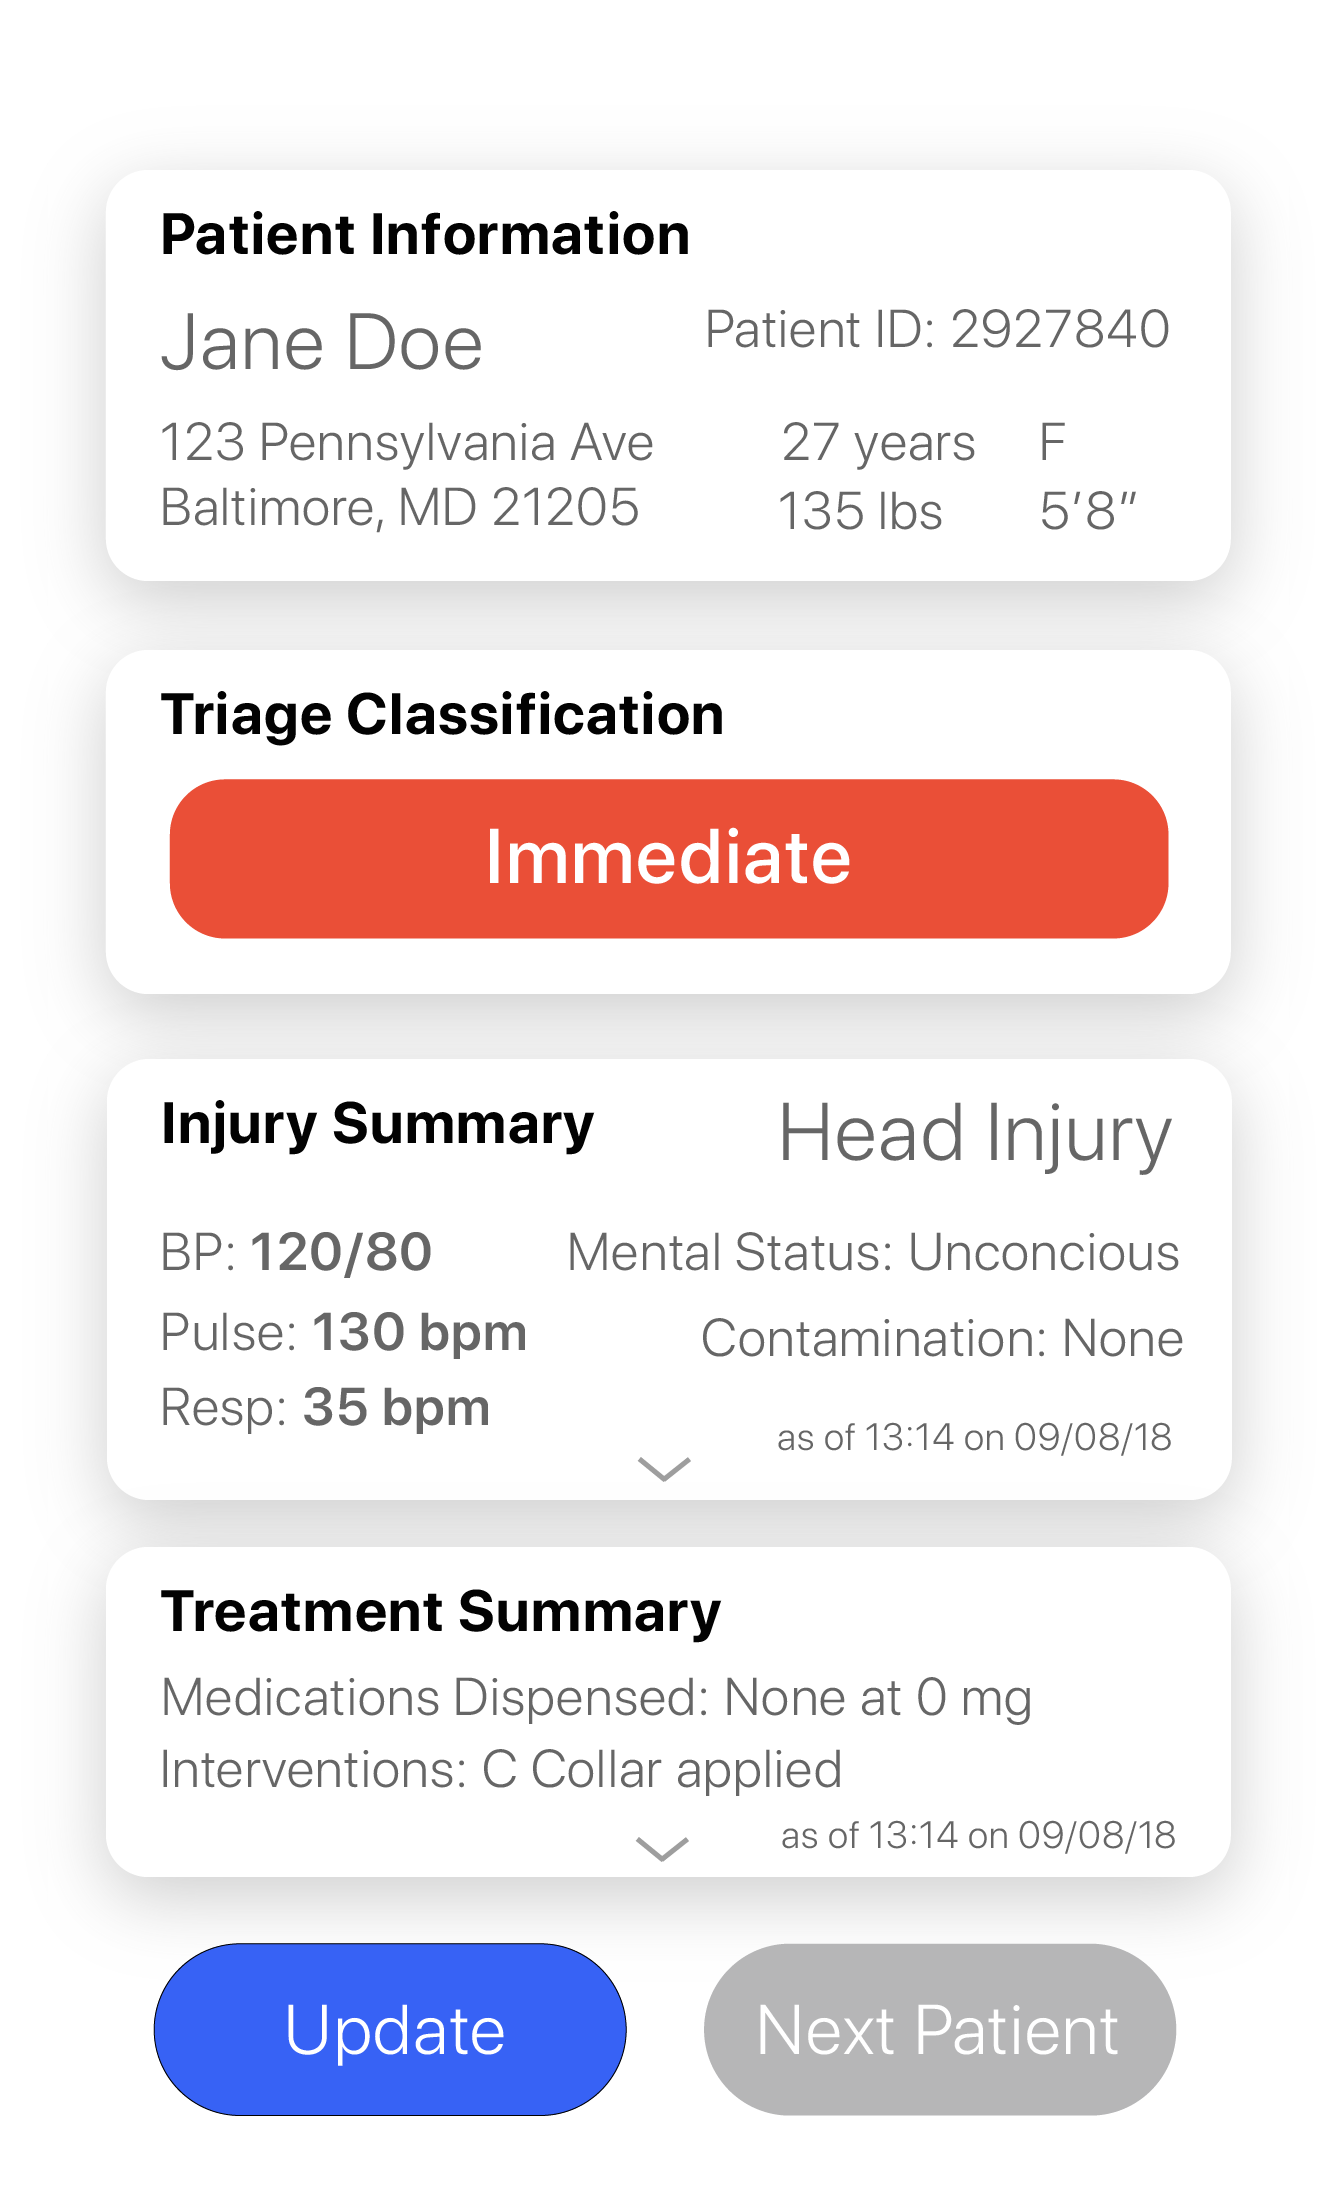 Patient Information
Jane Doe
Patient ID: 2927840
123 Pennsylvania Ave
27 years F
Baltimore, MD 21205
135 lbs 5'8"
Triage Classification
Immediate
Injury Summary
Head Injury
BP: 120/80
Mental Status: Unconcious
Pulse: 130 bpm
Contamination: None
Resp: 35 bpm
as of 13:14 on 09/08/18
Treatment Summary
Medications Dispensed: None at 0 mg
Interventions: C Collar applied
as of 13:14 on 09/08/18
Update
Next Patient